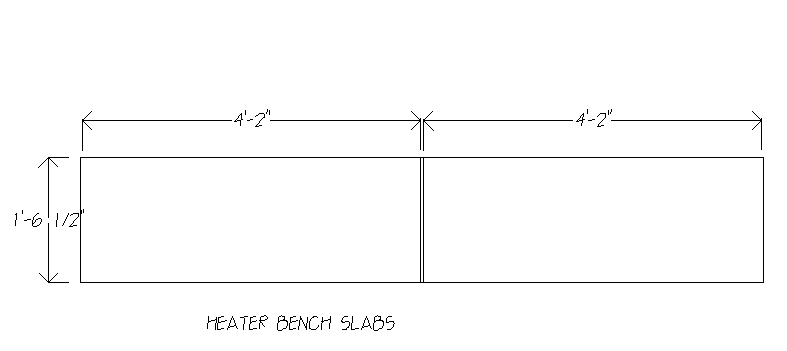 4'-2" 4'-2"
1'-6 1/2"
HEATER BENCH SLABS